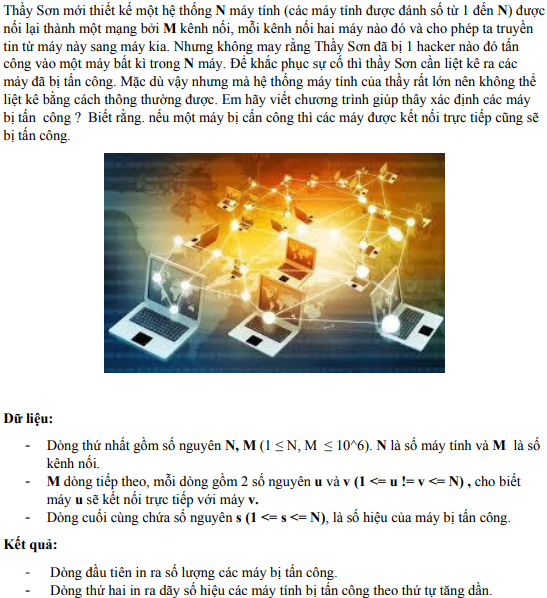 Thầy Sơn mới thiết kế một hệ thống N máy tính (các máy tính được đánh số từ 1 đến N) được
nối lại thành một mạng bởi M kênh nối, mỗi kênh nối hai máy nào đó và cho phép ta truyền
tin từ máy này sang máy kia. Nhưng không may rằng Thầy Sơn đã bị 1 hacker nào đó tấn
công vào một máy bất kì trong N máy. Để khắc phục sự cố thì thầy Sơn cần liệt kê ra các
máy đã bị tấn công. Mặc dù vậy nhưng mà hệ thống máy tính của thầy rất lớn nên không thể
liệt kê bằng cách thông thường được. Em hãy viết chương trình giúp thây xác định các máy
bị tấn công ? Biết rằng. nếu một máy bị cấn công thì các máy được kết nối trực tiếp cũng sẽ
bị tấn công.
Dữ liệu:
- Dòng thứ nhất gồm số nguyên N, M (1 ≤ N, M ≤ 10^6). N là số máy tính và M là số
kênh nối.
- M dòng tiếp theo, mỗi dòng gồm 2 số nguyên u và v (1 <= u != v <= N) , cho biết
máy u sẽ kết nối trực tiếp với máy v.
- Dòng cuối cùng chứa số nguyên s (1 <= s <= N), là số hiệu của máy bị tấn công.
Kết quả:
- Dòng đầu tiên in ra số lượng các máy bị tấn công.
- Dòng thứ hai in ra dãy số hiệu các máy tính bị tấn công theo thứ tự tăng dần.